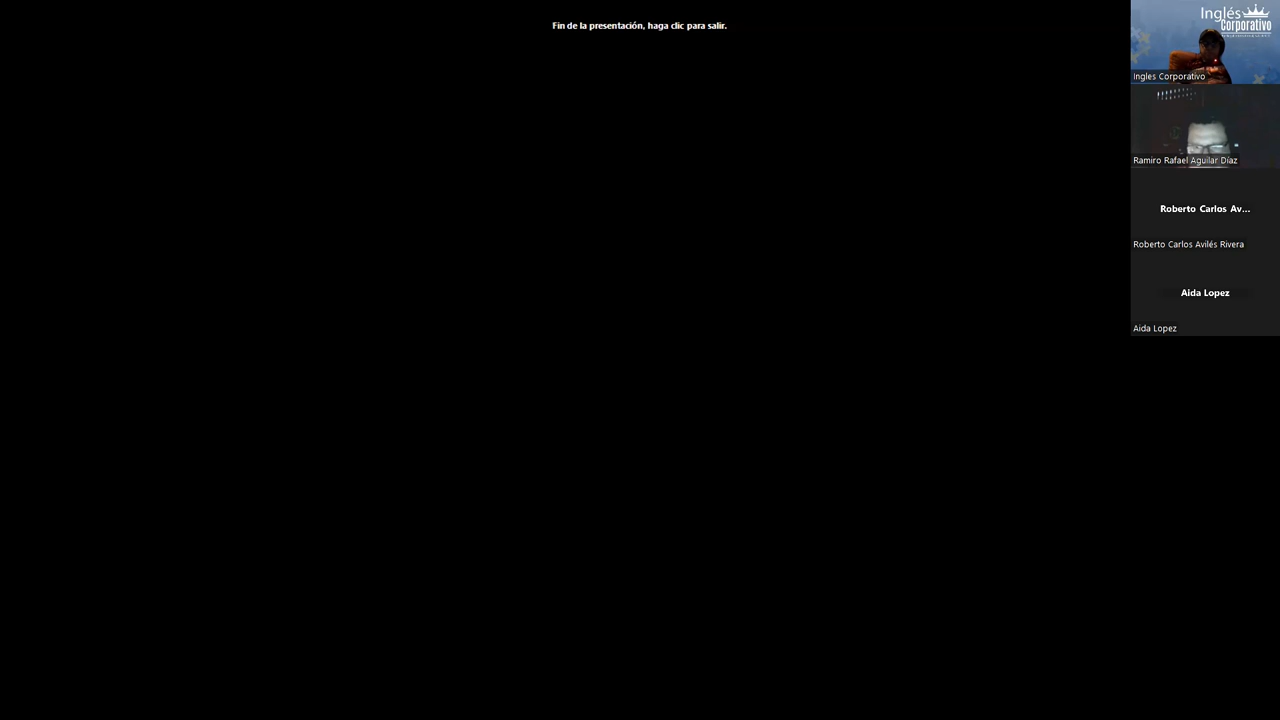 Fin de la presentación, haga clic para salir.
Inglés
Corporativo
Ingles Corporativo
Ramiro Rafael Aguilar Díaz
Roberto Carlos Av...
Roberto Carlos Avilés Rivera
Aida Lopez
Aida Lopez